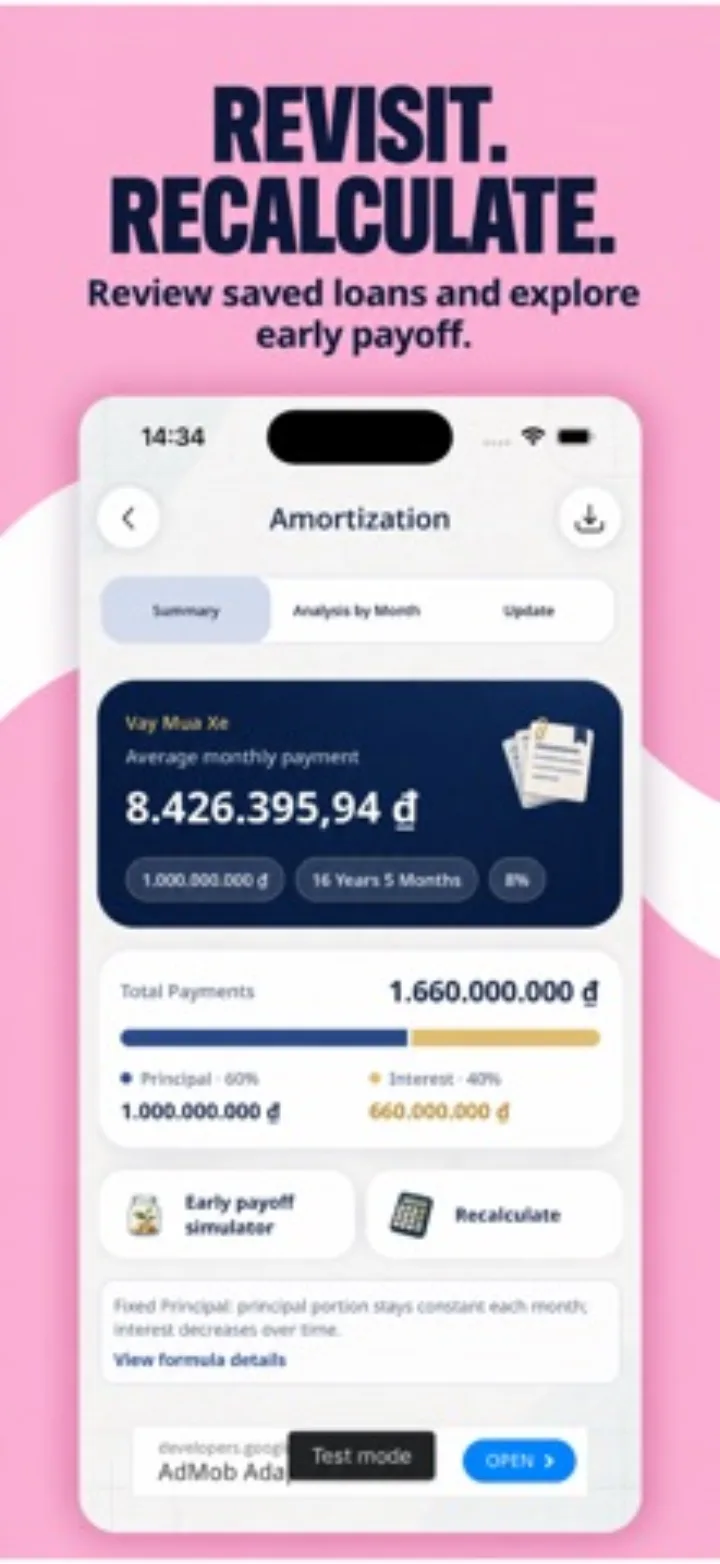 REVISIT.
RECALCULATE.
Review saved loans and explore
early payoff.
14:34
Amortization
Summary
Analysis by Month
Update
Vay Mua Xe
Average monthly payment
8.426.395,94 ₫
1.000.000.000 ₫
16 Years 5 Months
8%
Total Payments
1.660.000.000 ₫
Principal · 60%
Interest · 40%
1.000.000.000 ₫
660.000.000 ₫
Early payoff
simulator
Recalculate
Fixed Principal: principal portion stays constant each month;
interest decreases over time.
View formula details
developers.googl
Test mode
AdMob Ada
OPEN